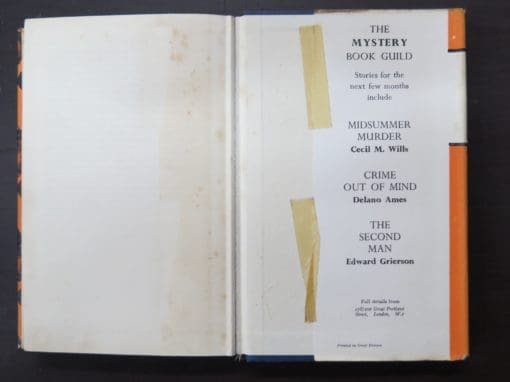 THE
MYSTERY
BOOK GUILD
Stories for the
next few months
include
MIDSUMMER
MURDER
Cecil M. Wills
CRIME
OUT OF MIND
Delano Ames
THE
SECOND
MAN
Edward Grierson
Full details from
Great Portland
Street, London, W.1
Printed in Great Britain